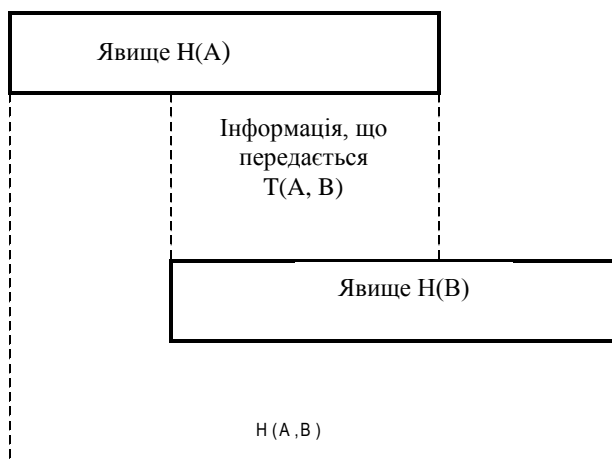 Явище H(A)
Інформація, що
передається
T(A, B)
Явище H(B)
H(A,B)